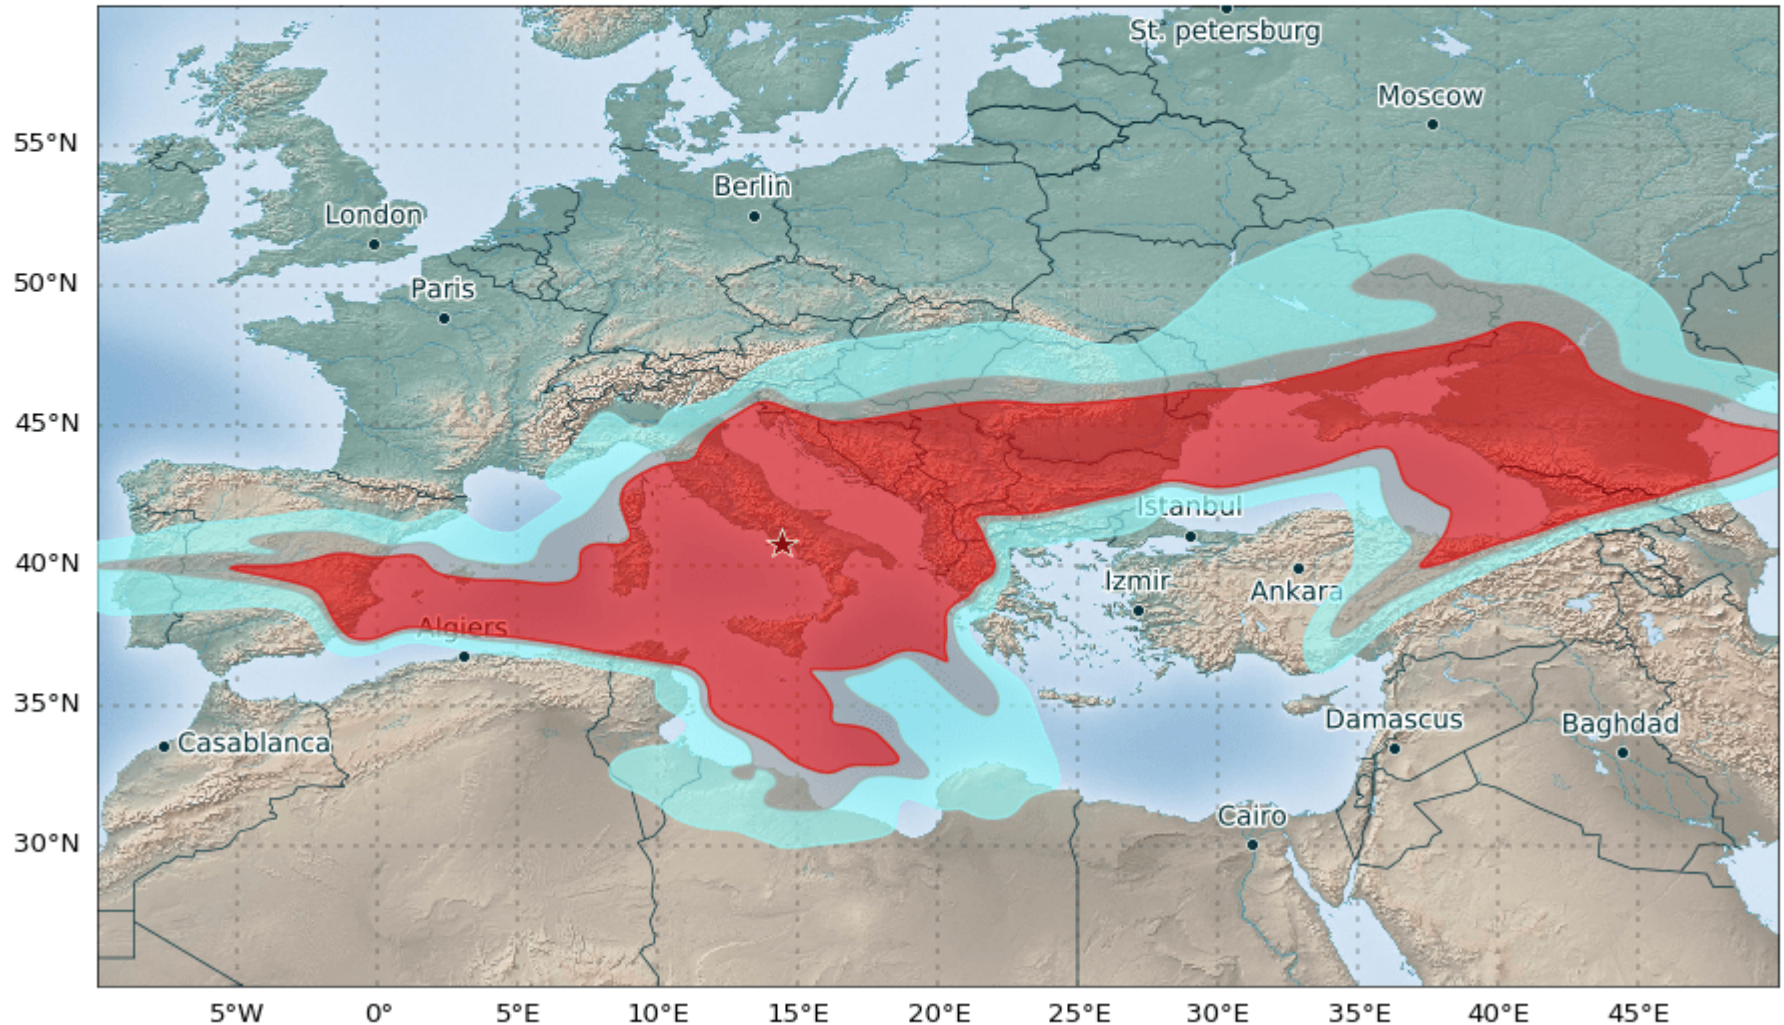 St. petersburg
Moscow
55°N
Berlin
London
50°N
Paris
45°N
Istanbul
40°N
Izmir
Ankara
Algiers
35°N
Casablanca
Damascus
Baghdad
Cairo
30°N
5°W
0°
5°E
10°E
15°E
20°E
25°E
30°E
35°E
40°E
45°E